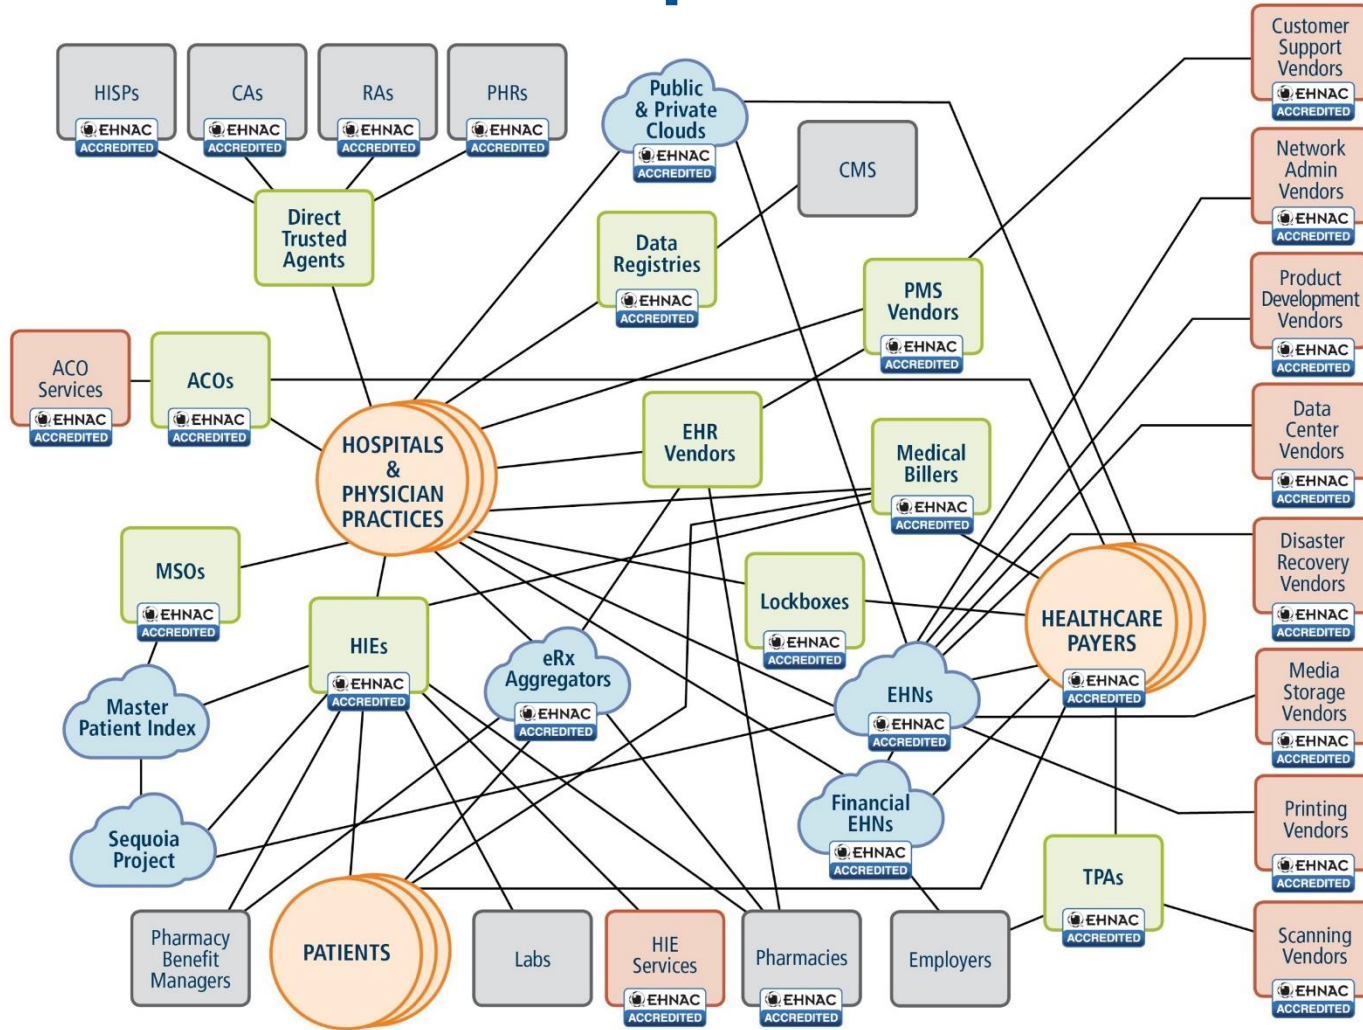 HISPs
EHNAC
ACCREDITED
CAs
EHNAC
ACCREDITED
RAs
EHNAC
ACCREDITED
PHRs
EHNAC
ACCREDITED
Public
& Private
Clouds
EHNAC
ACCREDITED
CMS
Customer
Support
Vendors
EHNAC
ACCREDITED
Network
Admin
Vendors
EHNAC
ACCREDITED
Direct
Trusted
Agents
Data
Registries
EHNAC
ACCREDITED
PMS
Vendors
EHNAC
ACCREDITED
Product
Development
Vendors
EHNAC
ACCREDITED
ACO
Services
EHNAC
ACCREDITED
ACOs
EHNAC
ACCREDITED
HOSPITALS
&
PHYSICIAN
PRACTICES
EHR
Vendors
Medical
Billers
EHNAC
ACCREDITED
Data
Center
Vendors
EHNAC
ACCREDITED
MSOs
EHNAC
ACCREDITED
HIEs
EHNAC
ACCREDITED
eRx
Aggregators
EHNAC
ACCREDITED
Lockboxes
EHNAC
ACCREDITED
HEALTHCARE
PAYERS
EHNAC
ACCREDITED
Disaster
Recovery
Vendors
EHNAC
ACCREDITED
Master
Patient Index
EHNs
EHNAC
ACCREDITED
Media
Storage
Vendors
EHNAC
ACCREDITED
Sequoia
Project
Financial
EHNs
EHNAC
ACCREDITED
Printing
Vendors
EHNAC
ACCREDITED
TPAs
EHNAC
ACCREDITED
Pharmacy
Benefit
Managers
PATIENTS
Labs
HIE
Services
EHNAC
ACCREDITED
Pharmacies
EHNAC
ACCREDITED
Employers
Scanning
Vendors
EHNAC
ACCREDITED